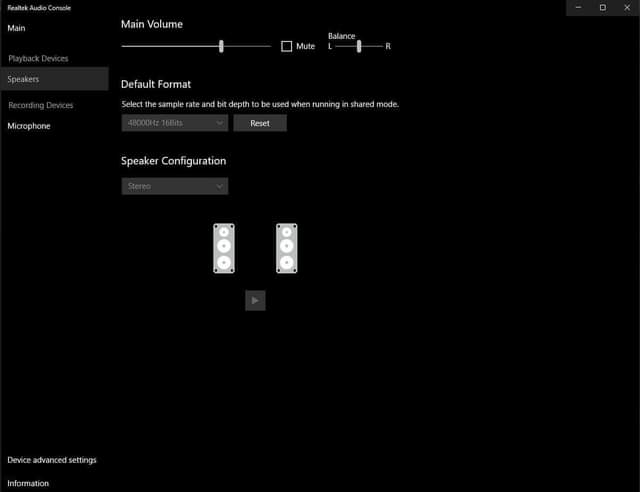 Realtek Audio Console
Main
Playback Devices
Speakers
Recording Devices
Microphone
Device advanced settings
Information
Main Volume
Mute
Balance
L
R
Default Format
Select the sample rate and bit depth to be used when running in shared mode.
48000Hz 16Bits
Reset
Speaker Configuration
Stereo